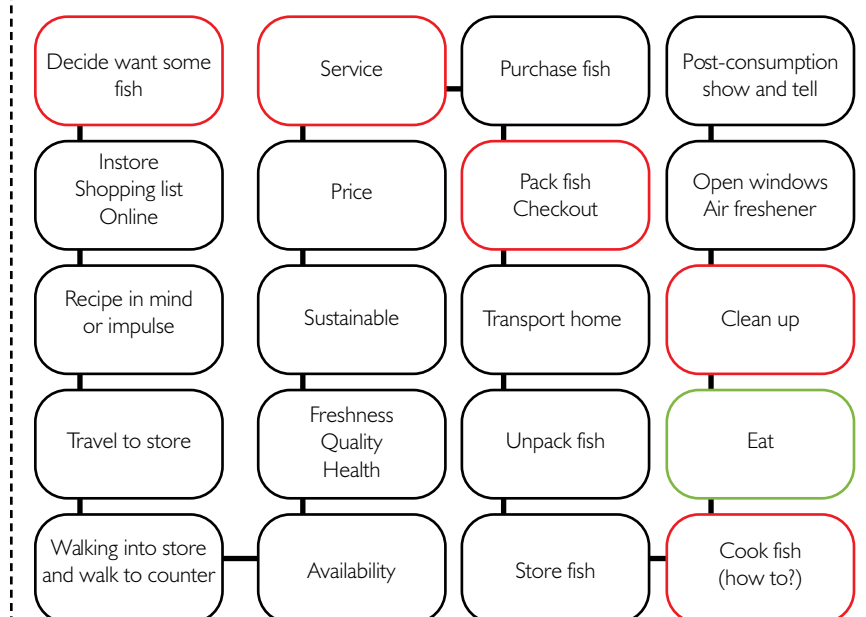 Decide want some
fish
Instore
Shopping list
Online
Recipe in mind
or impulse
Travel to store
Walking into store
and walk to counter
Availability
Freshness
Quality
Health
Sustainable
Price
Service
Purchase fish
Pack fish
Checkout
Transport home
Unpack fish
Store fish
Cook fish
(how to?)
Eat
Clean up
Open windows
Air freshener
Post-consumption
show and tell